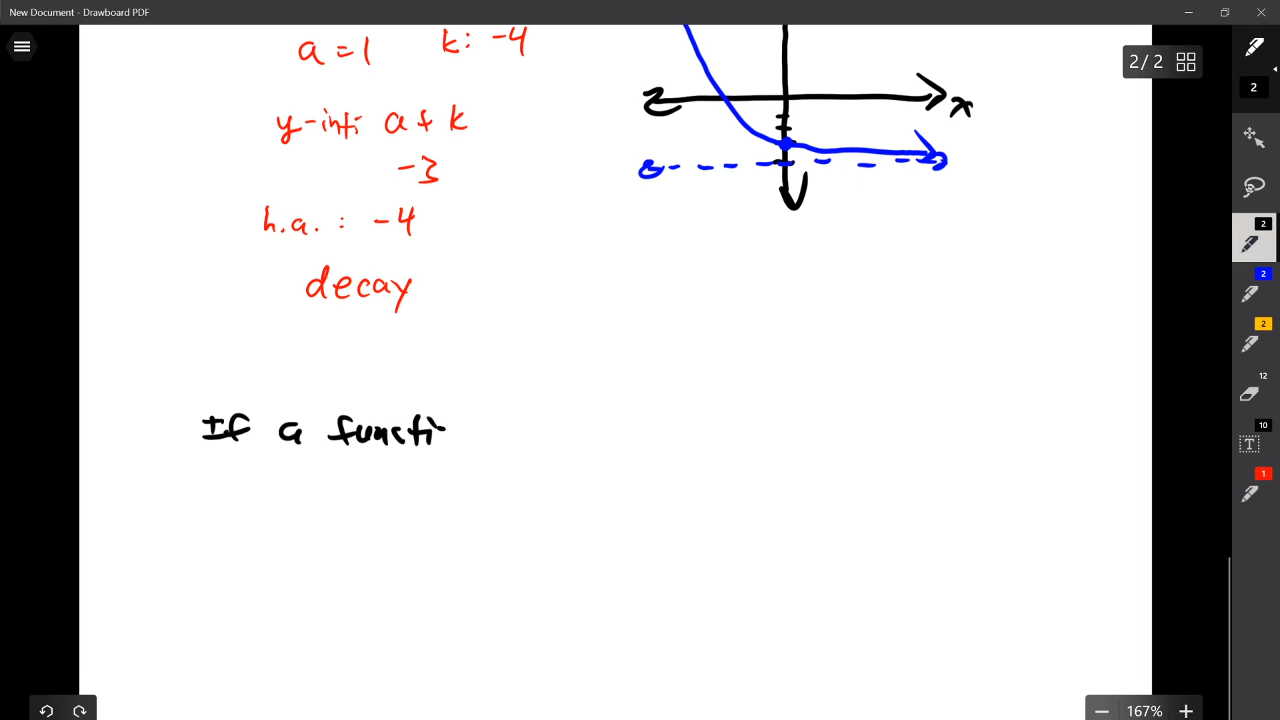 New Document - Drawboard PDF
a = 1
k: -4
2 / 2
2
x
y-int: a + k
-3
h.a. : -4
decay
If a functi
2
2
2
12
10
T
1
167%